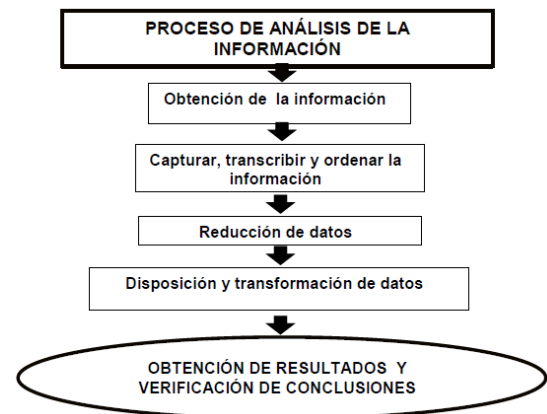 PROCESO DE ANÁLISIS DE LA
INFORMACIÓN
Obtención de la información
Capturar, transcribir y ordenar la
información
Reducción de datos
Disposición y transformación de datos
OBTENCIÓN DE RESULTADOS Y
VERIFICACIÓN DE CONCLUSIONES